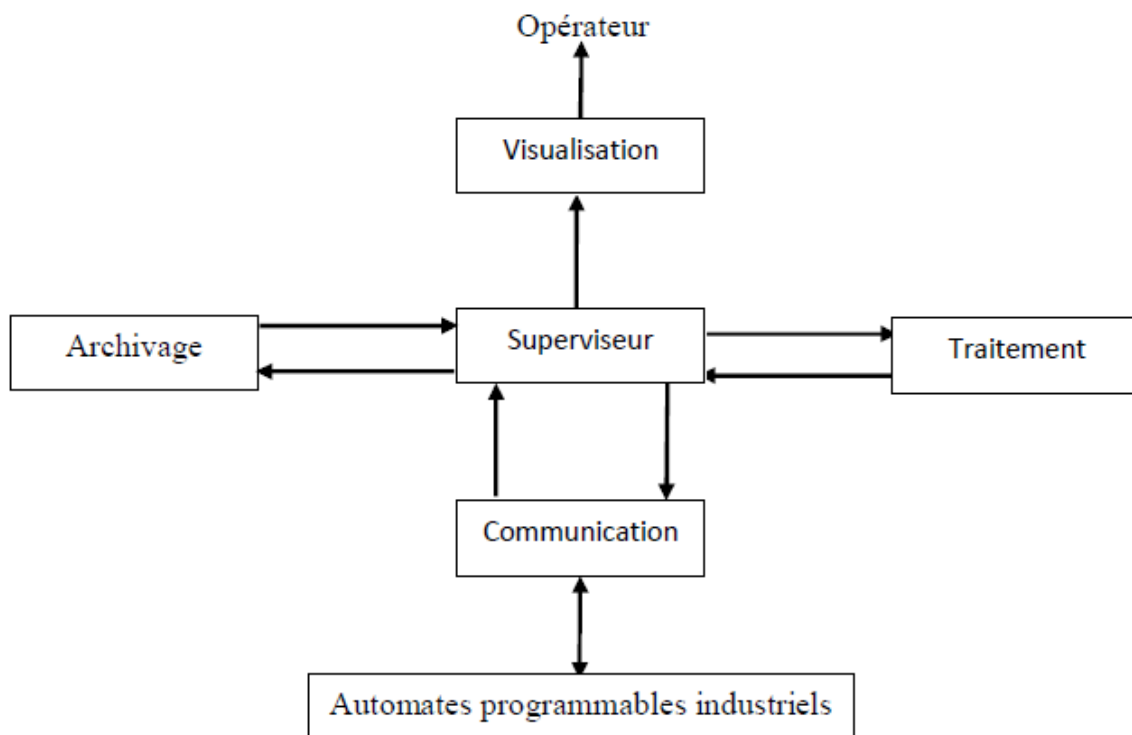 Opérateur
Visualisation
Archivage
Superviseur
Traitement
Communication
Automates programmables industriels